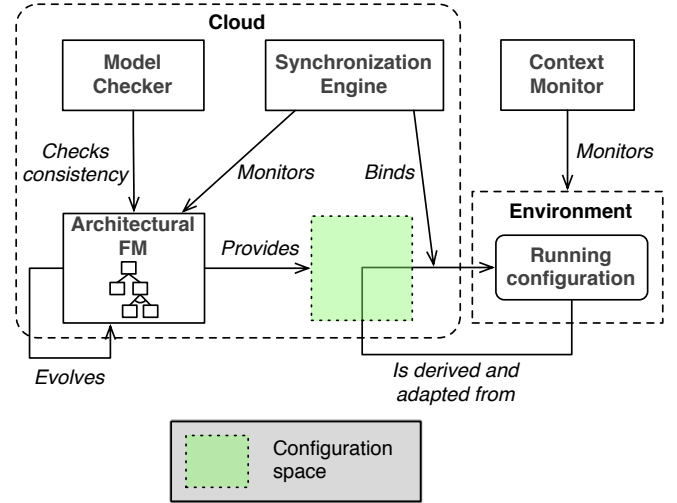 Cloud
Model
Checker
Synchronization
Engine
Context
Monitor
Checks
consistency
Monitors
Binds
Monitors
Architectural
FM
Provides
Environment
Running
configuration
Evolves
Is derived and
adapted from
Configuration
space